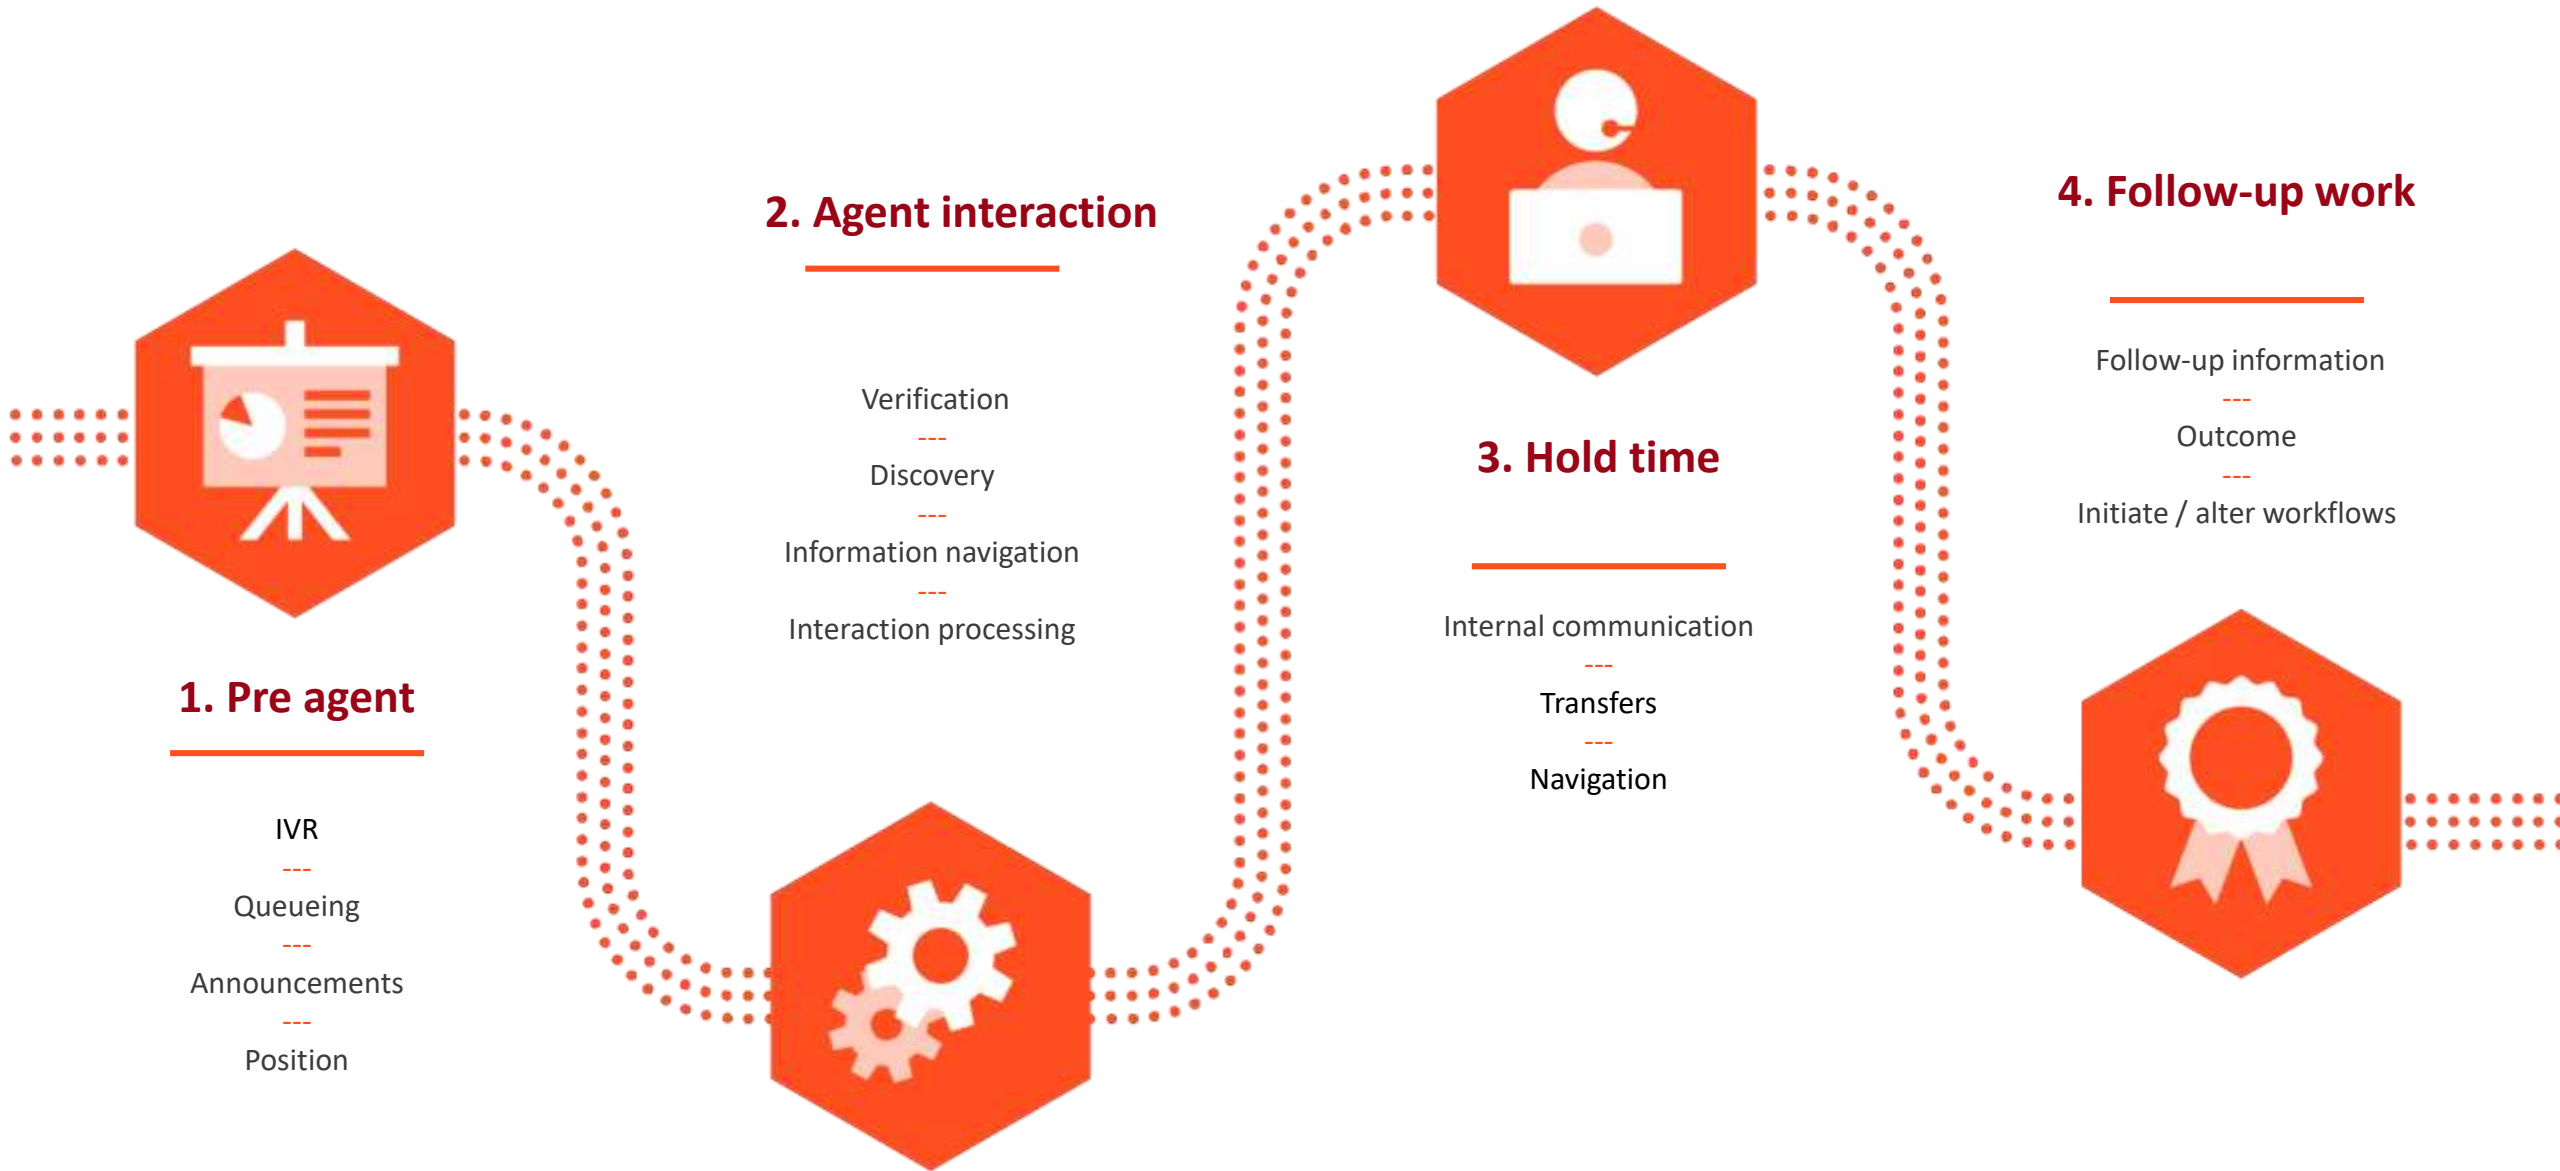 1. Pre agent
IVR
---
Queueing
---
Announcements
---
Position
2. Agent interaction
Verification
---
Discovery
---
Information navigation
---
Interaction processing
3. Hold time
Internal communication
---
Transfers
---
Navigation
4. Follow-up work
Follow-up information
---
Outcome
---
Initiate / alter workflows